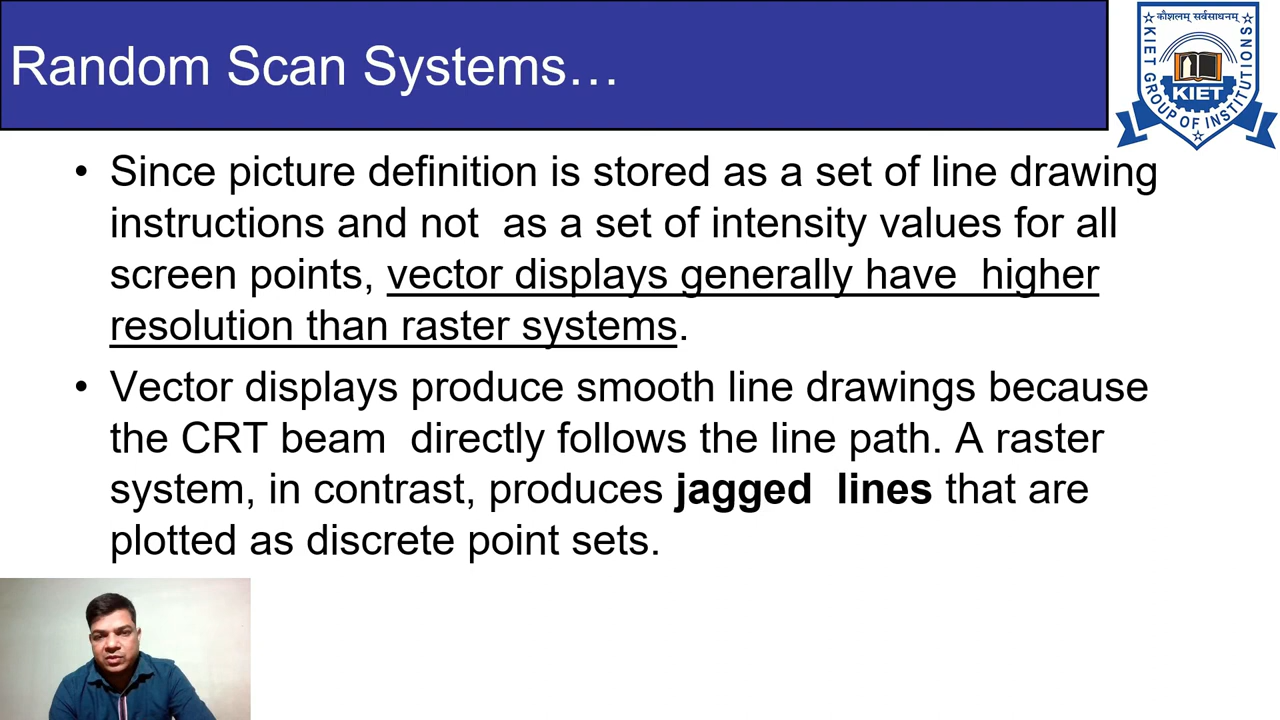 Random Scan Systems…
कौशलम् सर्वसाधनम्
KIET GROUP OF INSTITUTIONS
KIET
• Since picture definition is stored as a set of line drawing
instructions and not  as a set of intensity values for all
screen points, vector displays generally have  higher
resolution than raster systems.
• Vector displays produce smooth line drawings because
the CRT beam  directly follows the line path. A raster
system, in contrast, produces jagged  lines that are
plotted as discrete point sets.